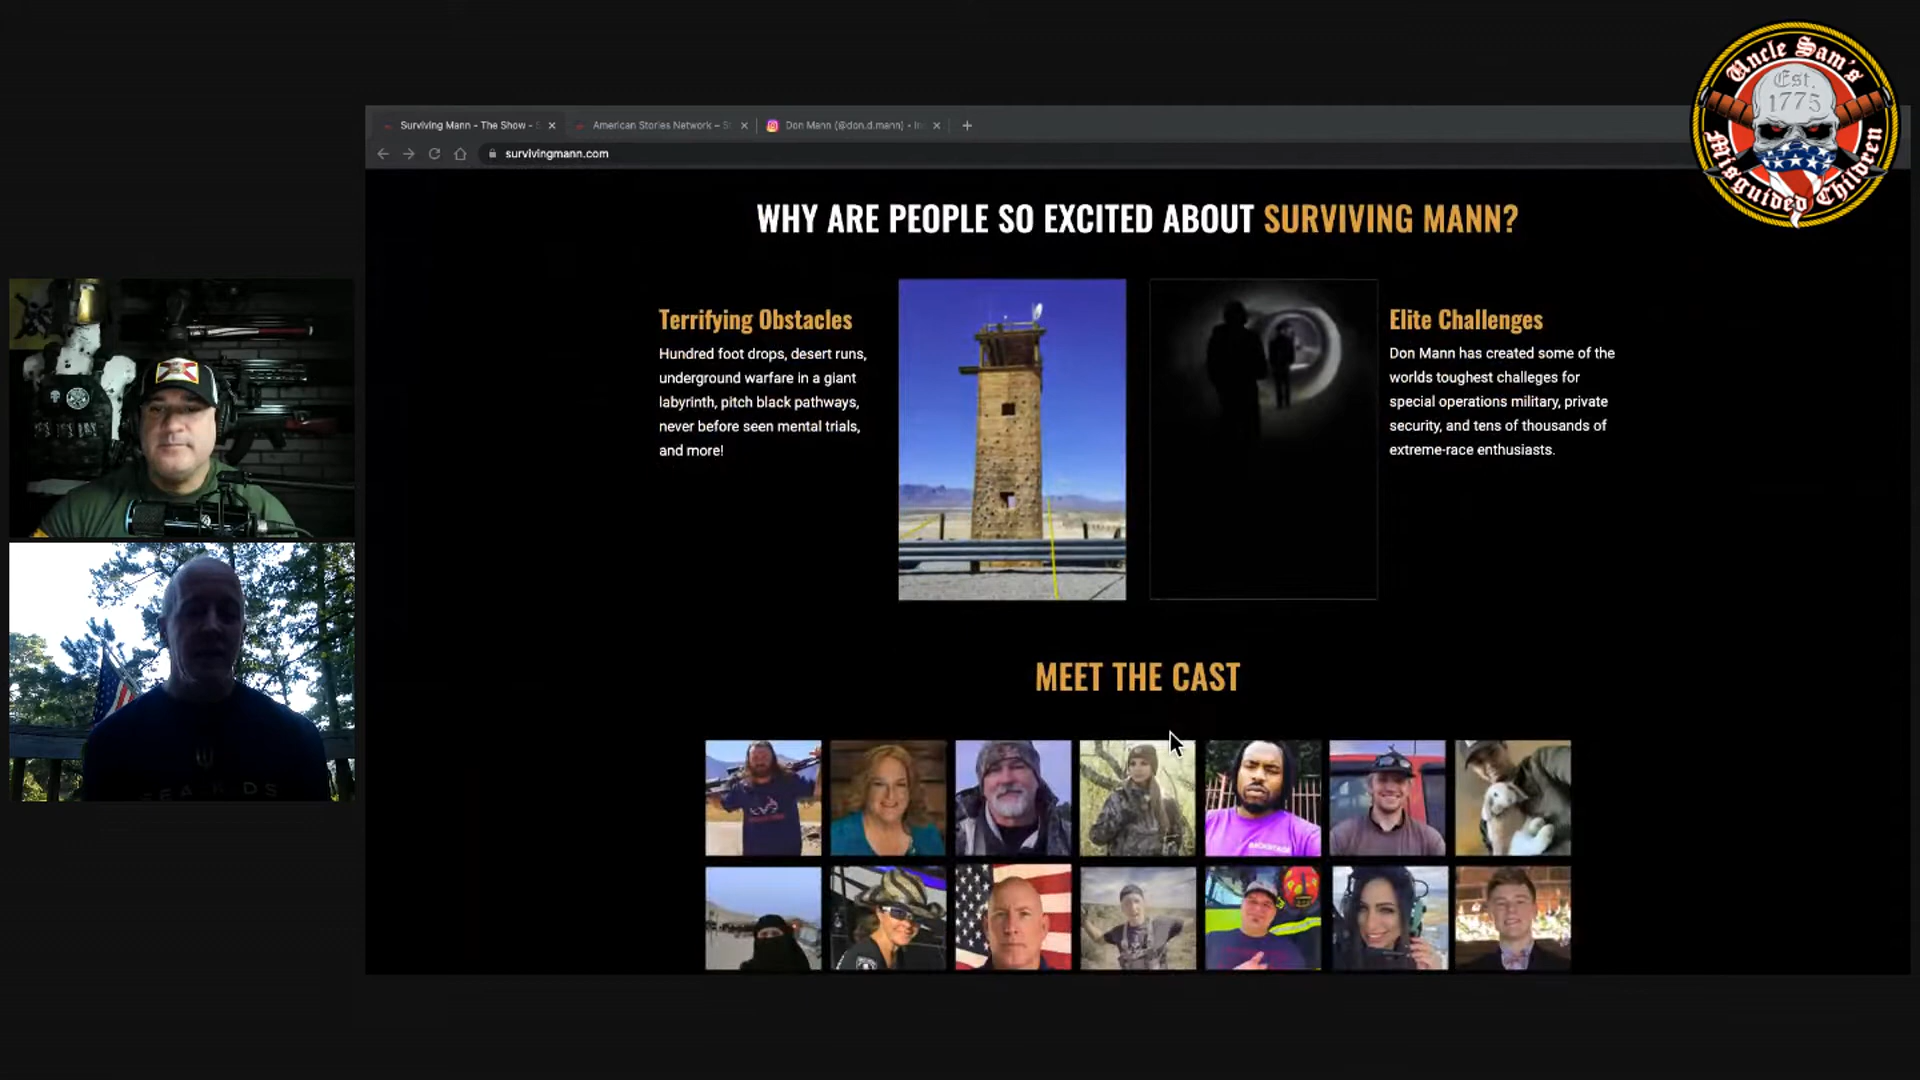 Uncle Sam's
Est.
1775
Misguided Children
Surviving Mann - The Show -
American Stories Network –
Don Mann (@don.d.mann) •
survivingmann.com
WHY ARE PEOPLE SO EXCITED ABOUT SURVIVING MANN?
Terrifying Obstacles
Hundred foot drops, desert runs,
underground warfare in a giant
labyrinth, pitch black pathways,
never before seen mental trials,
and more!
Elite Challenges
Don Mann has created some of the
worlds toughest challeges for
special operations military, private
security, and tens of thousands of
extreme-race enthusiasts.
MEET THE CAST
BACKSTAGE